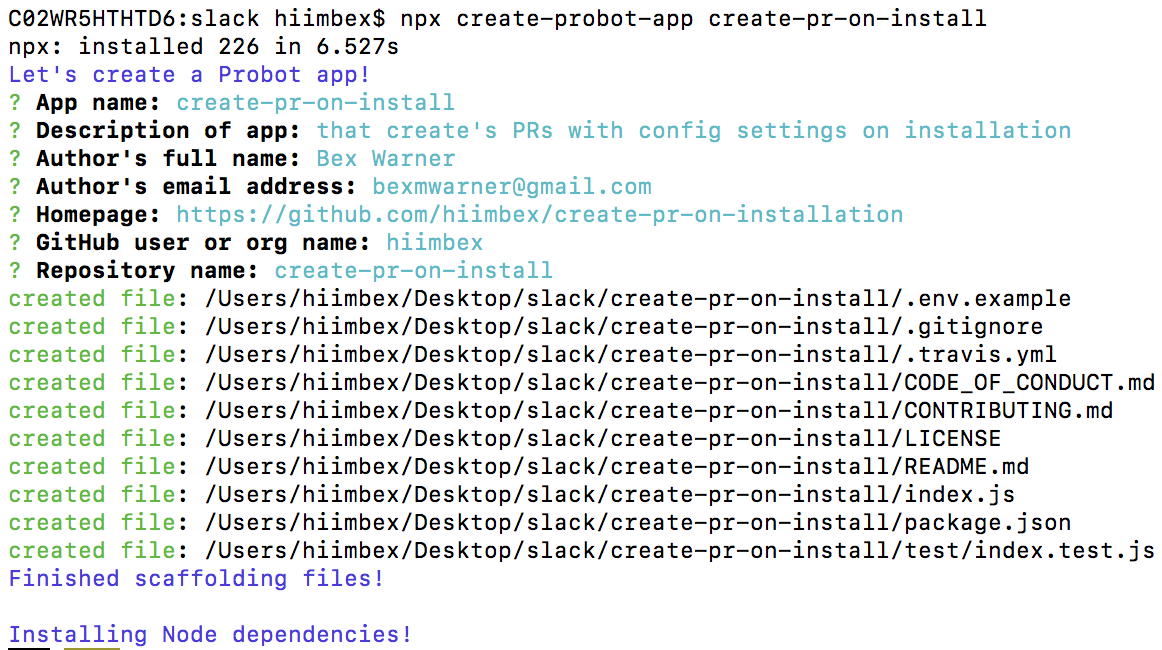 C02WR5HTHTD6:slack hiimbex$ npx create-probot-app create-pr-on-install
npx: installed 226 in 6.527s
Let's create a Probot app!
? App name: create-pr-on-install
? Description of app: that create's PRs with config settings on installation
? Author's full name: Bex Warner
? Author's email address: bexmwarner@gmail.com
? Homepage: https://github.com/hiimbex/create-pr-on-installation
? GitHub user or org name: hiimbex
? Repository name: create-pr-on-install
created file: /Users/hiimbex/Desktop/slack/create-pr-on-install/.env.example
created file: /Users/hiimbex/Desktop/slack/create-pr-on-install/.gitignore
created file: /Users/hiimbex/Desktop/slack/create-pr-on-install/.travis.yml
created file: /Users/hiimbex/Desktop/slack/create-pr-on-install/CODE_OF_CONDUCT.md
created file: /Users/hiimbex/Desktop/slack/create-pr-on-install/CONTRIBUTING.md
created file: /Users/hiimbex/Desktop/slack/create-pr-on-install/LICENSE
created file: /Users/hiimbex/Desktop/slack/create-pr-on-install/README.md
created file: /Users/hiimbex/Desktop/slack/create-pr-on-install/index.js
created file: /Users/hiimbex/Desktop/slack/create-pr-on-install/package.json
created file: /Users/hiimbex/Desktop/slack/create-pr-on-install/test/index.test.js
Finished scaffolding files!
Installing Node dependencies!